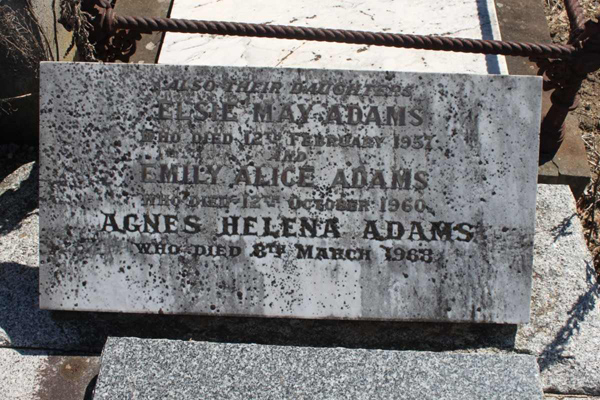 ALSO THEIR DAUGHTERS
ELSIE MAY ADAMS
WHO DIED 12TH FEBRUARY 1957
AND
EMILY ALICE ADAMS
WHO DIED 12TH OCTOBER 1960
AGNES HELENA ADAMS
WHO DIED 8TH MARCH 1963